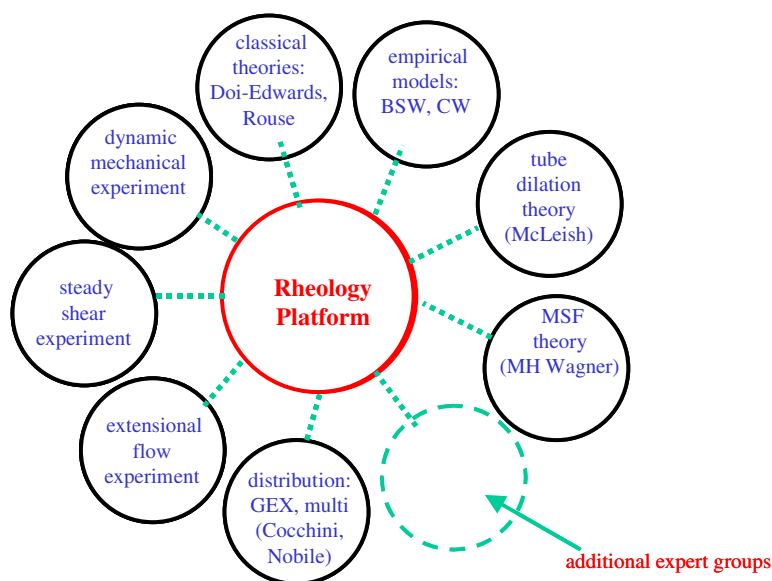 classical
theories:
Doi-Edwards,
Rouse
empirical
models:
BSW, CW
dynamic
mechanical
experiment
tube
dilation
theory
(McLeish)
steady
shear
experiment
Rheology
Platform
MSF
theory
(MH Wagner)
extensional
flow
experiment
distribution:
GEX, multi
(Cocchini,
Nobile)
additional expert groups